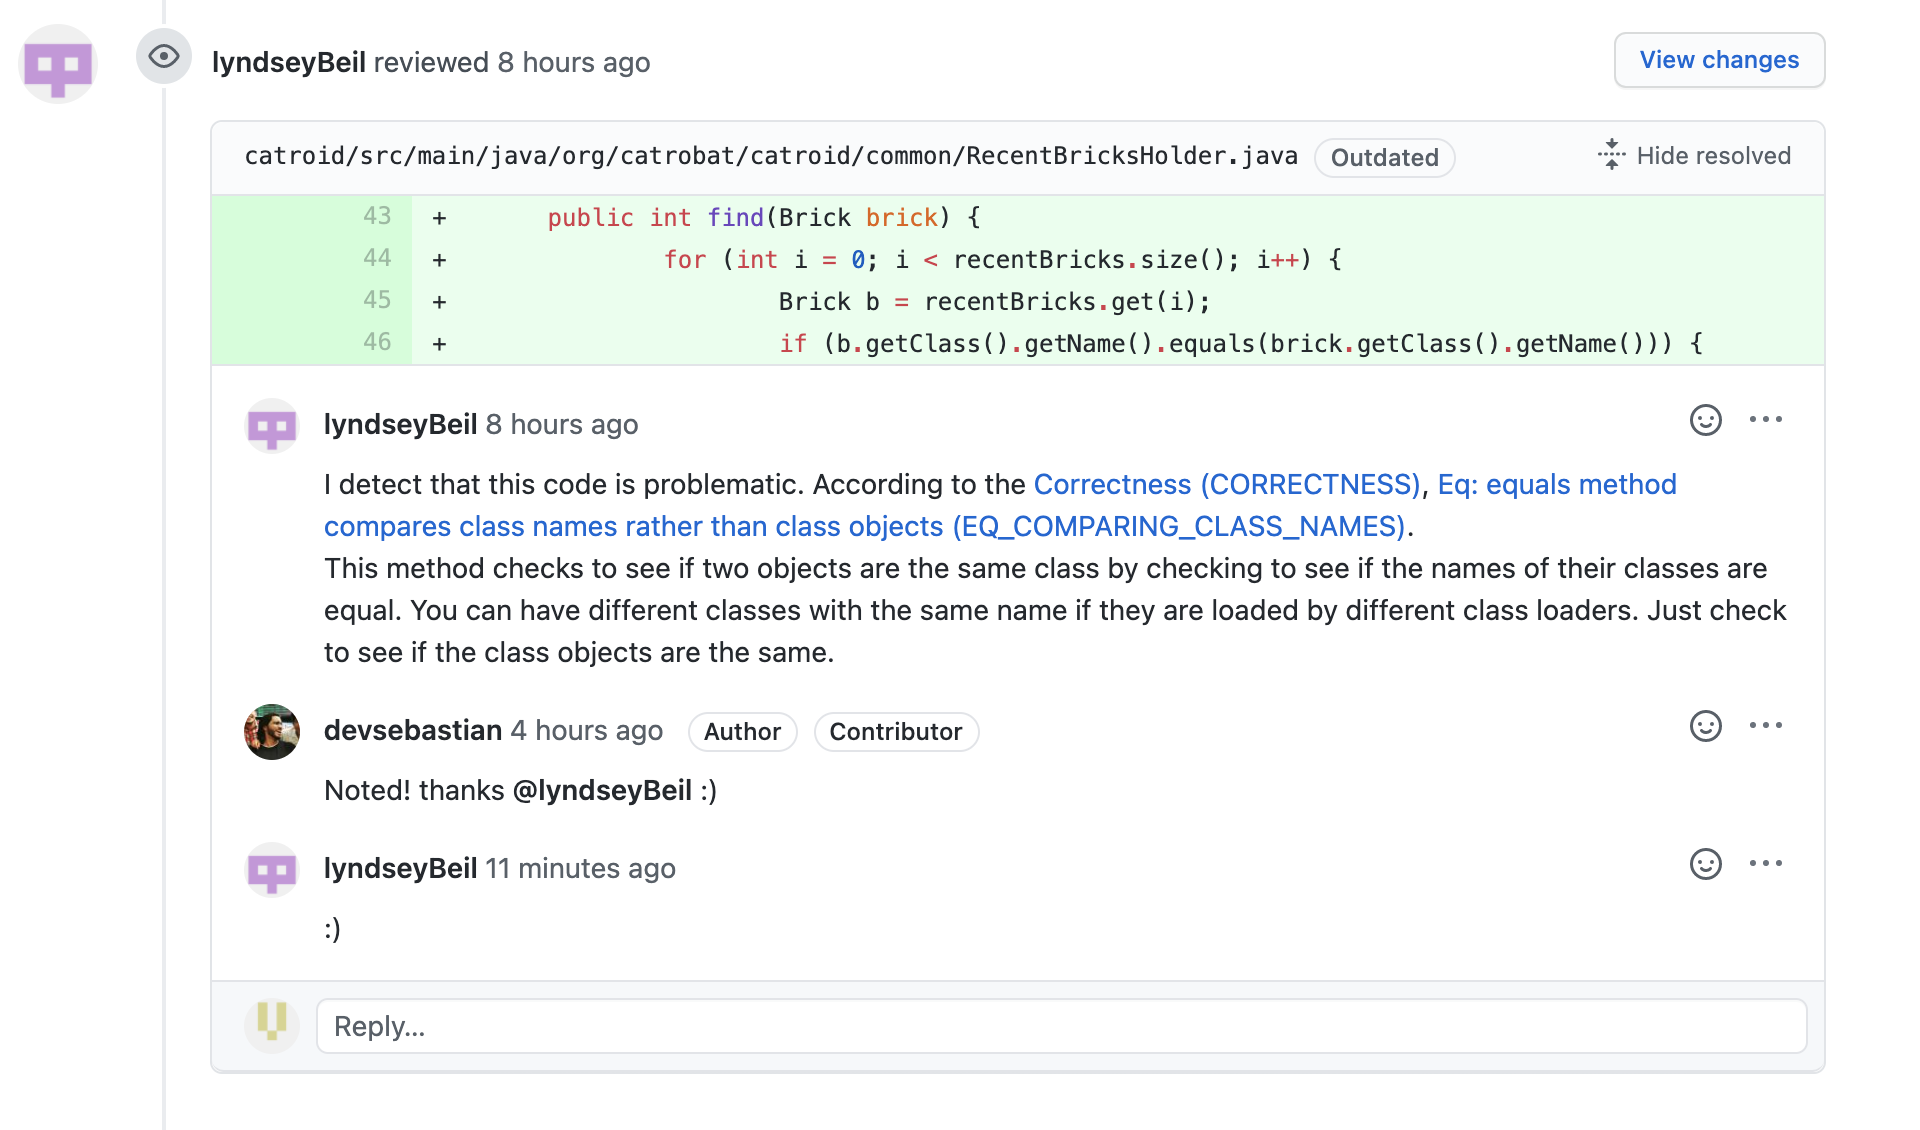 lyndseyBeil reviewed 8 hours ago
View changes
catroid/src/main/java/org/catrobat/catroid/common/RecentBricksHolder.java Outdated
Hide resolved
43 + public int find(Brick brick) {
44 + for (int i = 0; i < recentBricks.size(); i++) {
45 + Brick b = recentBricks.get(i);
46 + if (b.getClass().getName().equals(brick.getClass().getName())) {
lyndseyBeil 8 hours ago
I detect that this code is problematic. According to the Correctness (CORRECTNESS), Eq: equals method
compares class names rather than class objects (EQ_COMPARING_CLASS_NAMES).
This method checks to see if two objects are the same class by checking to see if the names of their classes are
equal. You can have different classes with the same name if they are loaded by different class loaders. Just check
to see if the class objects are the same.
devsebastian 4 hours ago Author Contributor
Noted! thanks @lyndseyBeil :)
lyndseyBeil 11 minutes ago
:)
Reply...